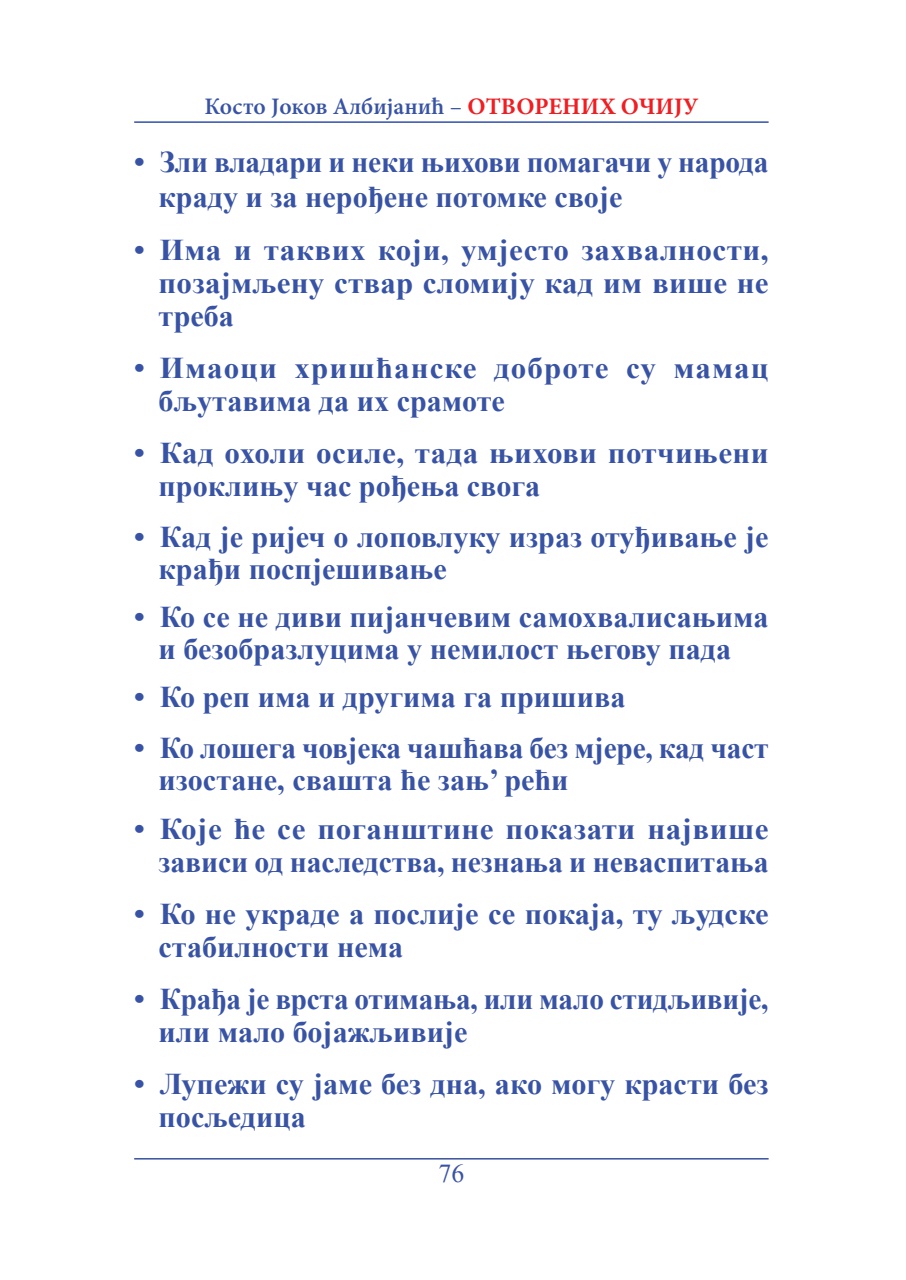 Косто Јоков Албијанић – ОТВОРЕНИХ ОЧИЈУ
• Зли владари и неки њихови помагачи у народа
краду и за нерођене потомке своје
• Има и таквих који, умјесто захвалности,
позајмљену ствар сломију кад им више не
треба
• Имаоци хришћанске доброте су мамац
бљутавима да их срамоте
• Кад охоли осиле, тада њихови потчињени
проклињу час рођења свога
• Кад је ријеч о лоповлуку израз отуђивање је
крађи поспјешивање
• Ко се не диви пијанчевим самохвалисањима
и безобразлуцима у немилост његову пада
• Ко реп има и другима га пришива
• Ко лошега човјека чашћава без мјере, кад част
изостане, свашта ће зањ’ рећи
• Које ће се поганштине показати највише
зависи од наследства, незнања и неваспитања
• Ко не украде а послије се покаја, ту људске
стабилности нема
• Крађа је врста отимања, или мало стидљивије,
или мало бојажљивије
• Лупежи су јаме без дна, ако могу красти без
посљедица
76